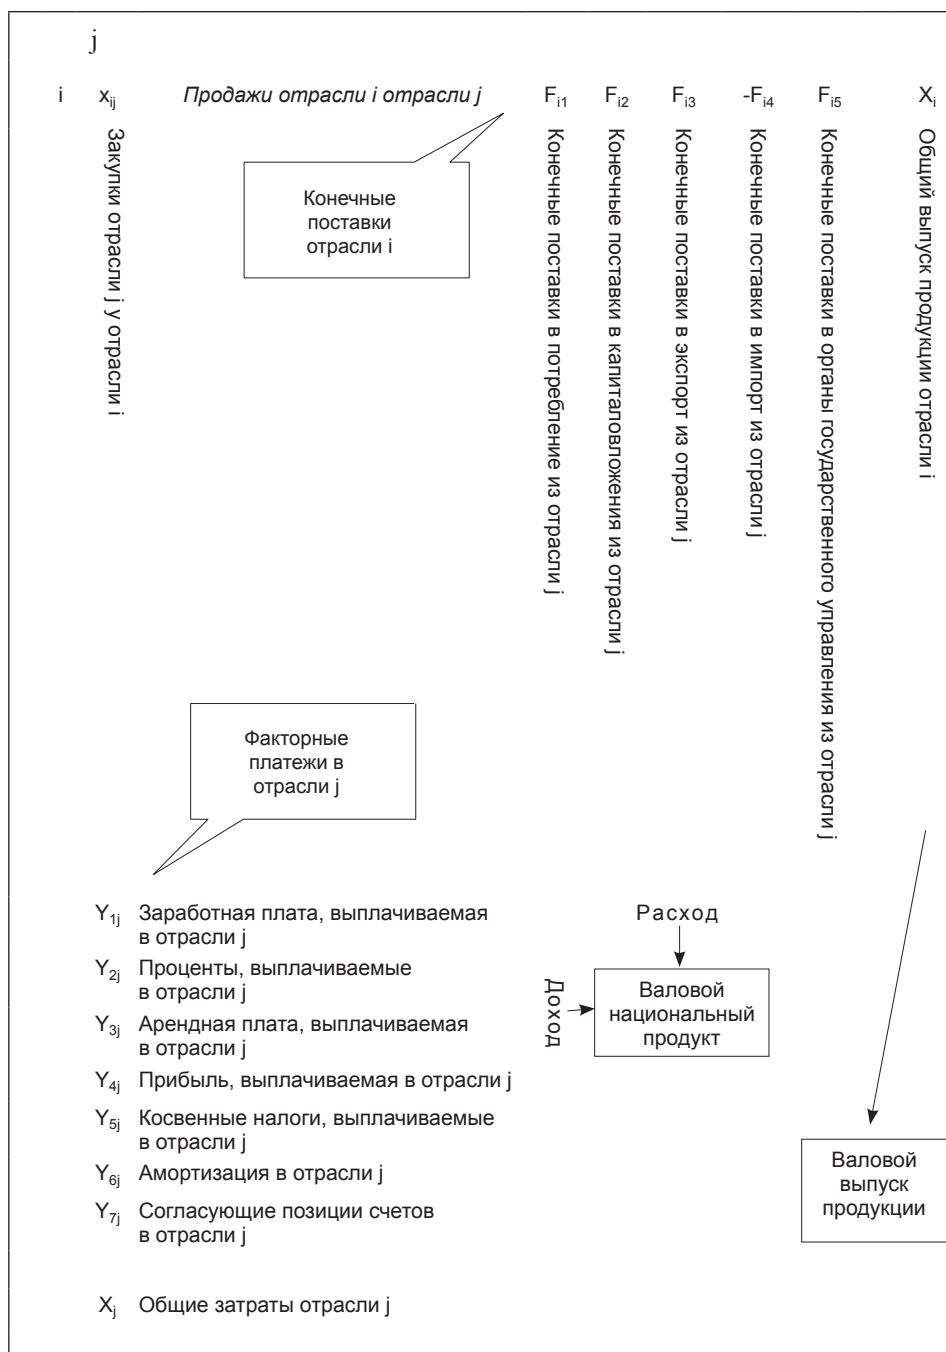 j
i x_ij Продажи отрасли i отрасли j F_i1 F_i2 F_i3 -F_i4 F_i5 X_i
Закупки отрасли j у отрасли i
Конечные
поставки
отрасли i
Конечные поставки в потребление из отрасли j
Конечные поставки в капиталовложения из отрасли j
Конечные поставки в экспорт из отрасли j
Конечные поставки в импорт из отрасли j
Конечные поставки в органы государственного управления из отрасли j
Общий выпуск продукции отрасли i
Факторные
платежи в
отрасли j
Y_1j Заработная плата, выплачиваемая
в отрасли j
Y_2j Проценты, выплачиваемые
в отрасли j
Y_3j Арендная плата, выплачиваемая
в отрасли j
Y_4j Прибыль, выплачиваемая в отрасли j
Y_5j Косвенные налоги, выплачиваемые
в отрасли j
Y_6j Амортизация в отрасли j
Y_7j Согласующие позиции счетов
в отрасли j
X_j Общие затраты отрасли j
Расход
Доход
Валовой
национальный
продукт
Валовой
выпуск
продукции